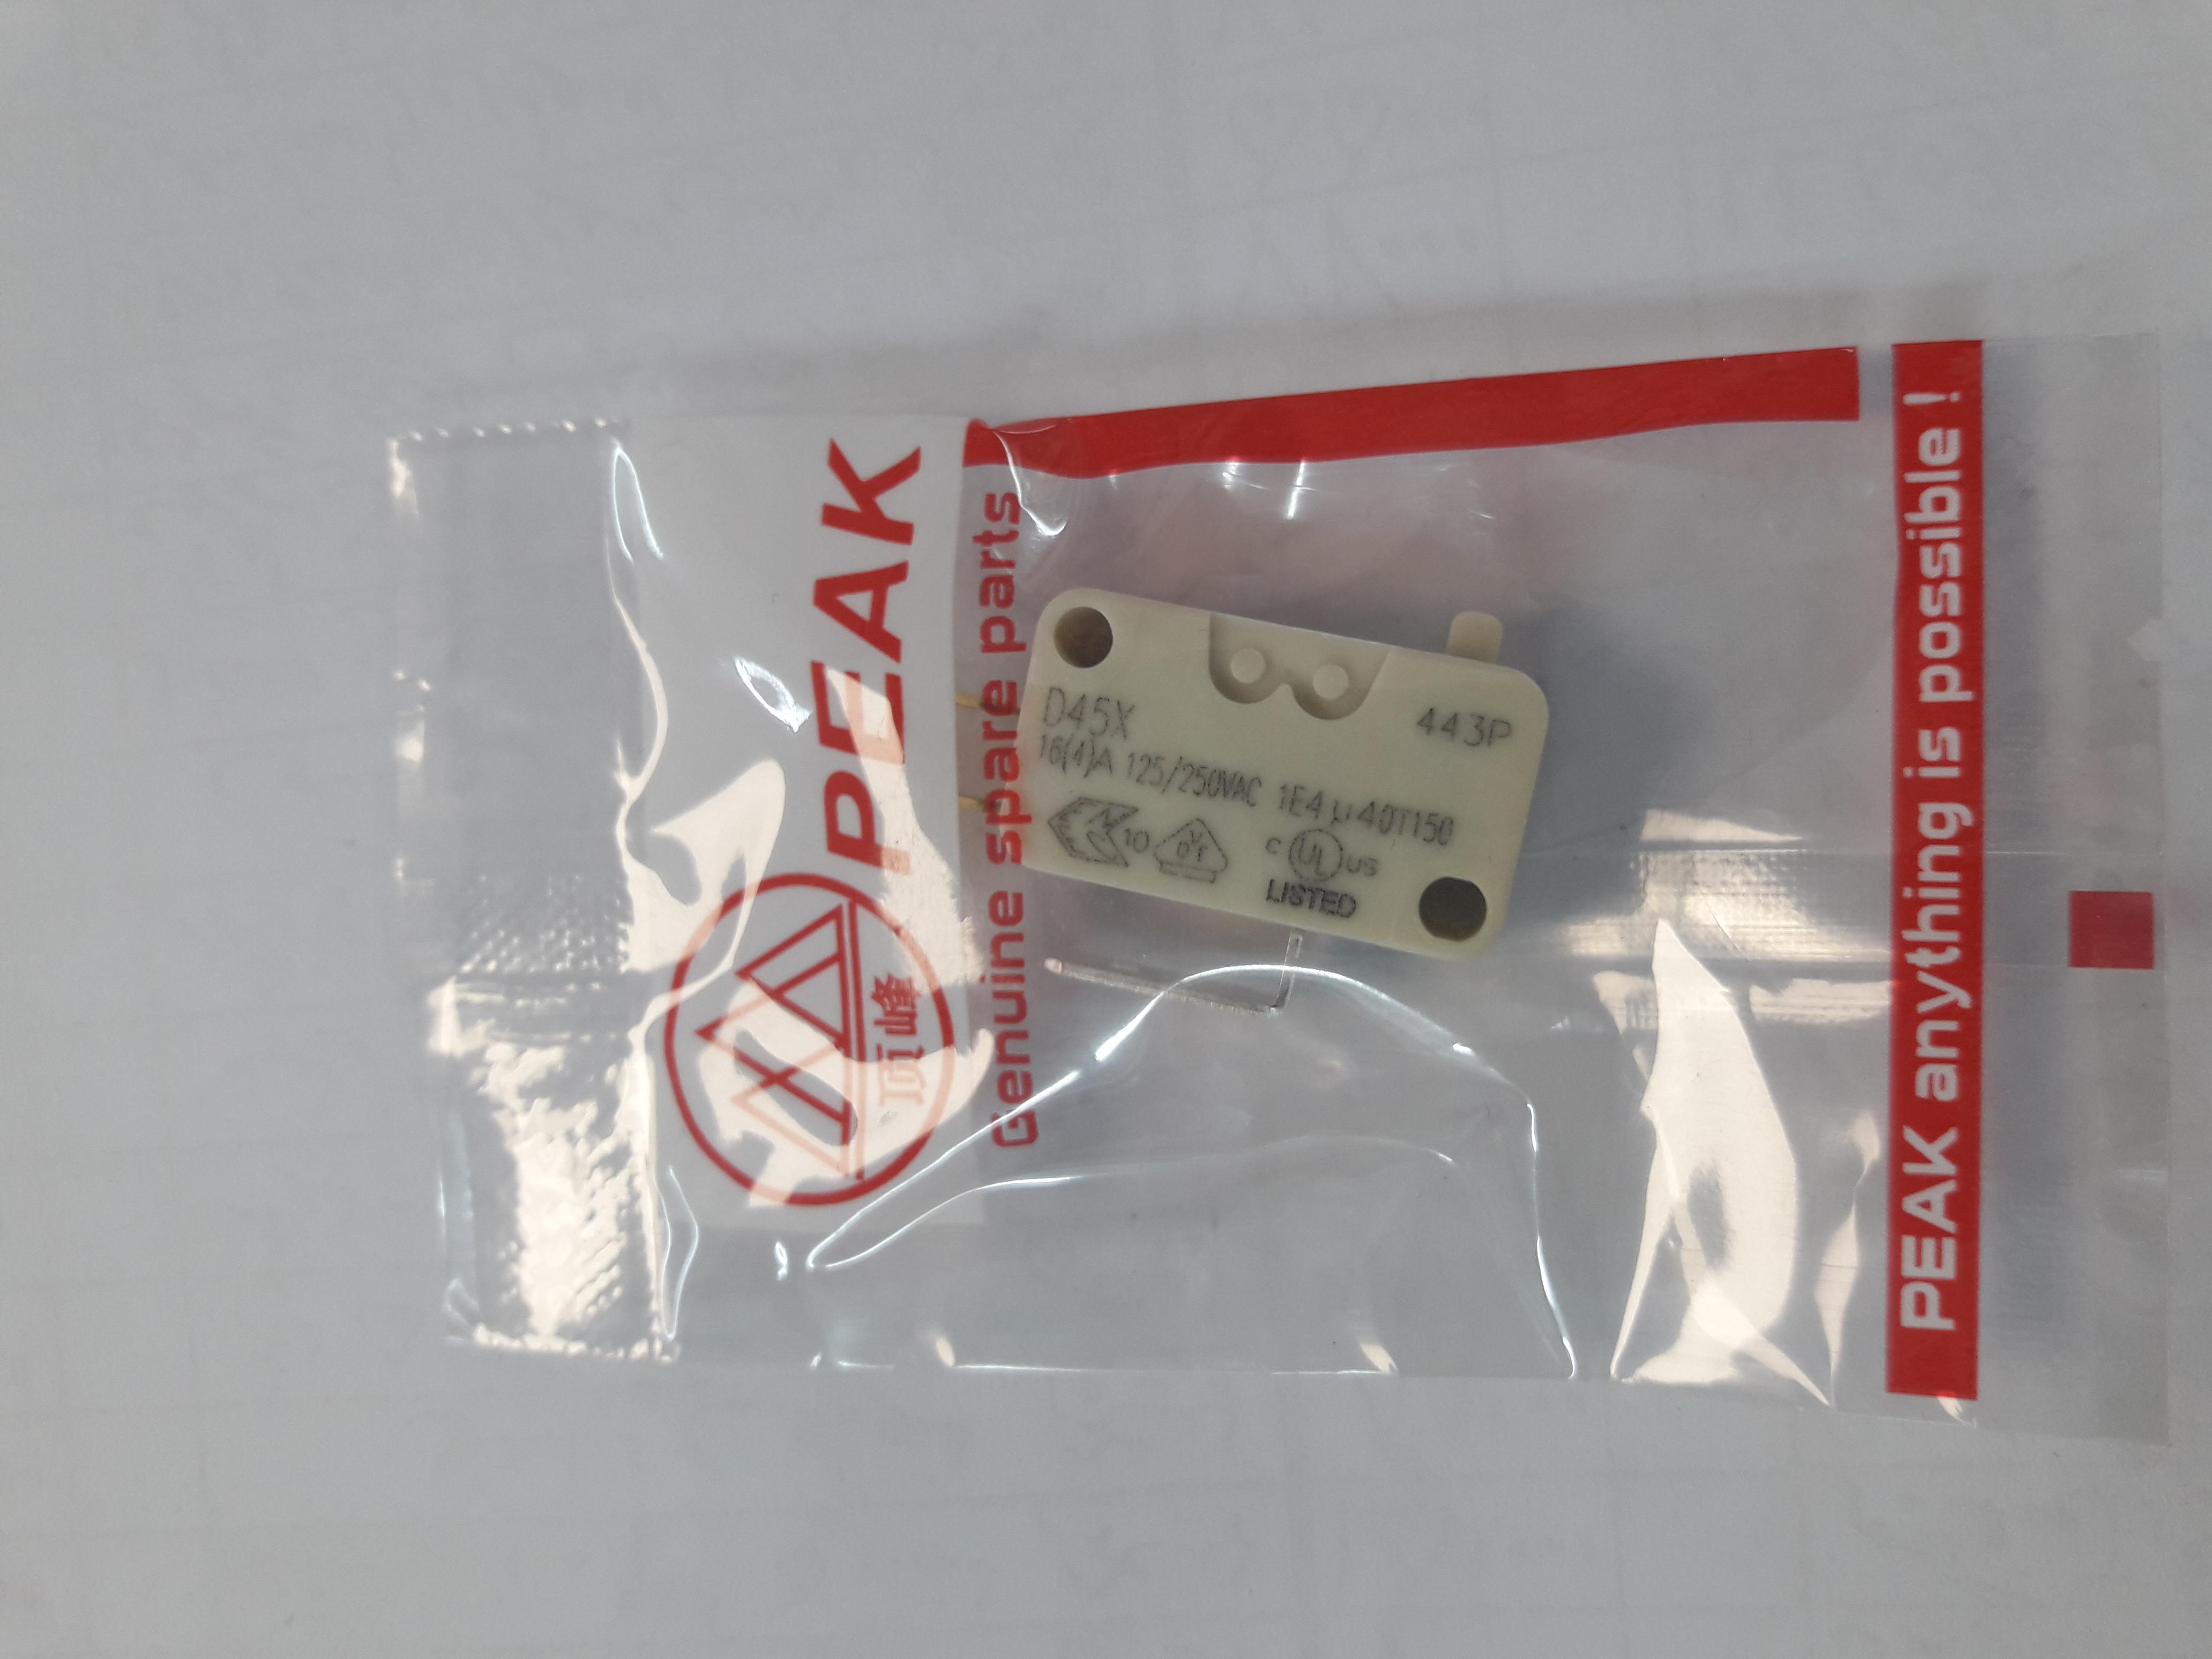 PEAK
顶峰
Genuine spare parts
D45X
443P
16(4)A 125/250VAC 1E4 µ 40T150
10
c UL us
LISTED
PEAK anything is possible !